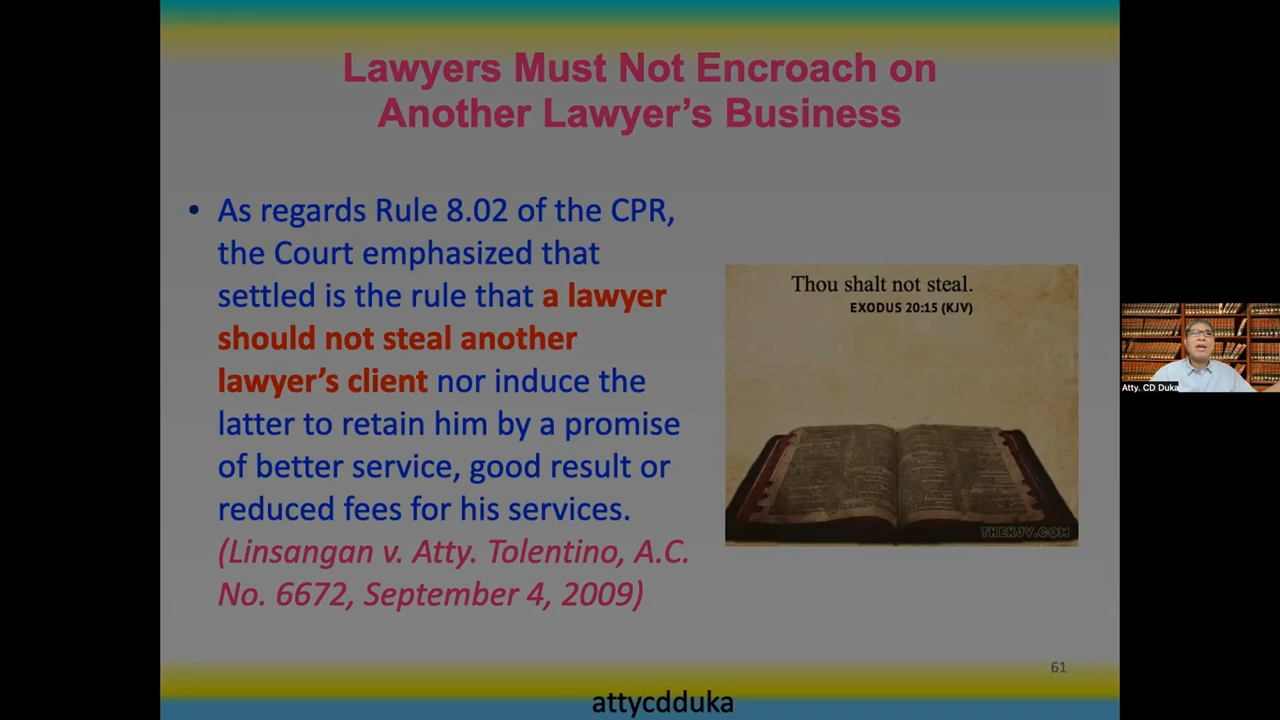 Lawyers Must Not Encroach on
Another Lawyer's Business
• As regards Rule 8.02 of the CPR,
the Court emphasized that
settled is the rule that a lawyer
should not steal another
lawyer's client nor induce the
latter to retain him by a promise
of better service, good result or
reduced fees for his services.
(Linsangan v. Atty. Tolentino, A.C.
No. 6672, September 4, 2009)
Thou shalt not steal.
EXODUS 20:15 (KJV)
THEKJV.COM
Atty. CD Duka
61
attycdduka